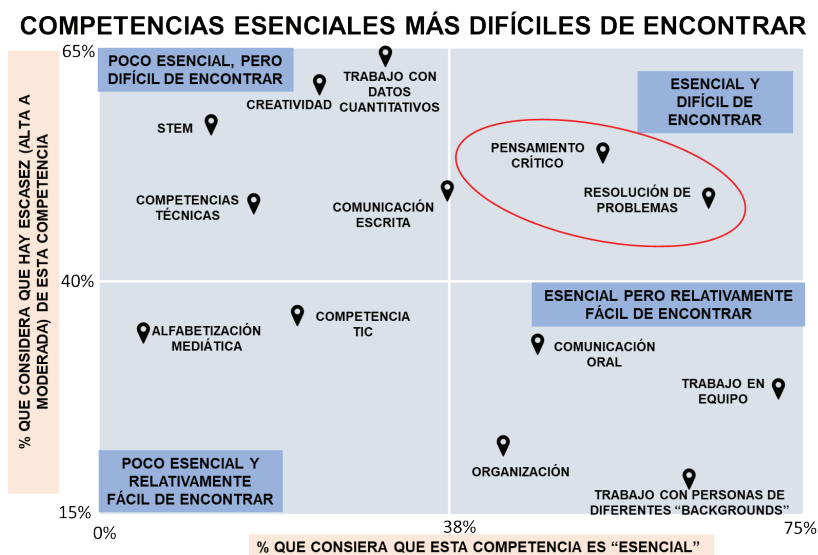 COMPETENCIAS ESENCIALES MÁS DIFÍCILES DE ENCONTRAR
% QUE CONSIDERA QUE HAY ESCASEZ (ALTA A
MODERADA) DE ESTA COMPETENCIA
65%
40%
15%
POCO ESENCIAL, PERO
DIFÍCIL DE ENCONTRAR
TRABAJO CON
DATOS
CUANTITATIVOS
CREATIVIDAD
STEM
COMPETENCIAS
TÉCNICAS
COMUNICACIÓN
ESCRITA
ESENCIAL Y
DIFÍCIL DE
ENCONTRAR
PENSAMIENTO
CRÍTICO
RESOLUCIÓN DE
PROBLEMAS
ALFABETIZACIÓN
MEDIÁTICA
COMPETENCIA
TIC
POCO ESENCIAL Y
RELATIVAMENTE
FÁCIL DE ENCONTRAR
ESENCIAL PERO RELATIVAMENTE
FÁCIL DE ENCONTRAR
COMUNICACIÓN
ORAL
TRABAJO EN
EQUIPO
ORGANIZACIÓN
TRABAJO CON PERSONAS DE
DIFERENTES “BACKGROUNDS”
0%
38%
75%
% QUE CONSIERA QUE ESTA COMPETENCIA ES “ESENCIAL”